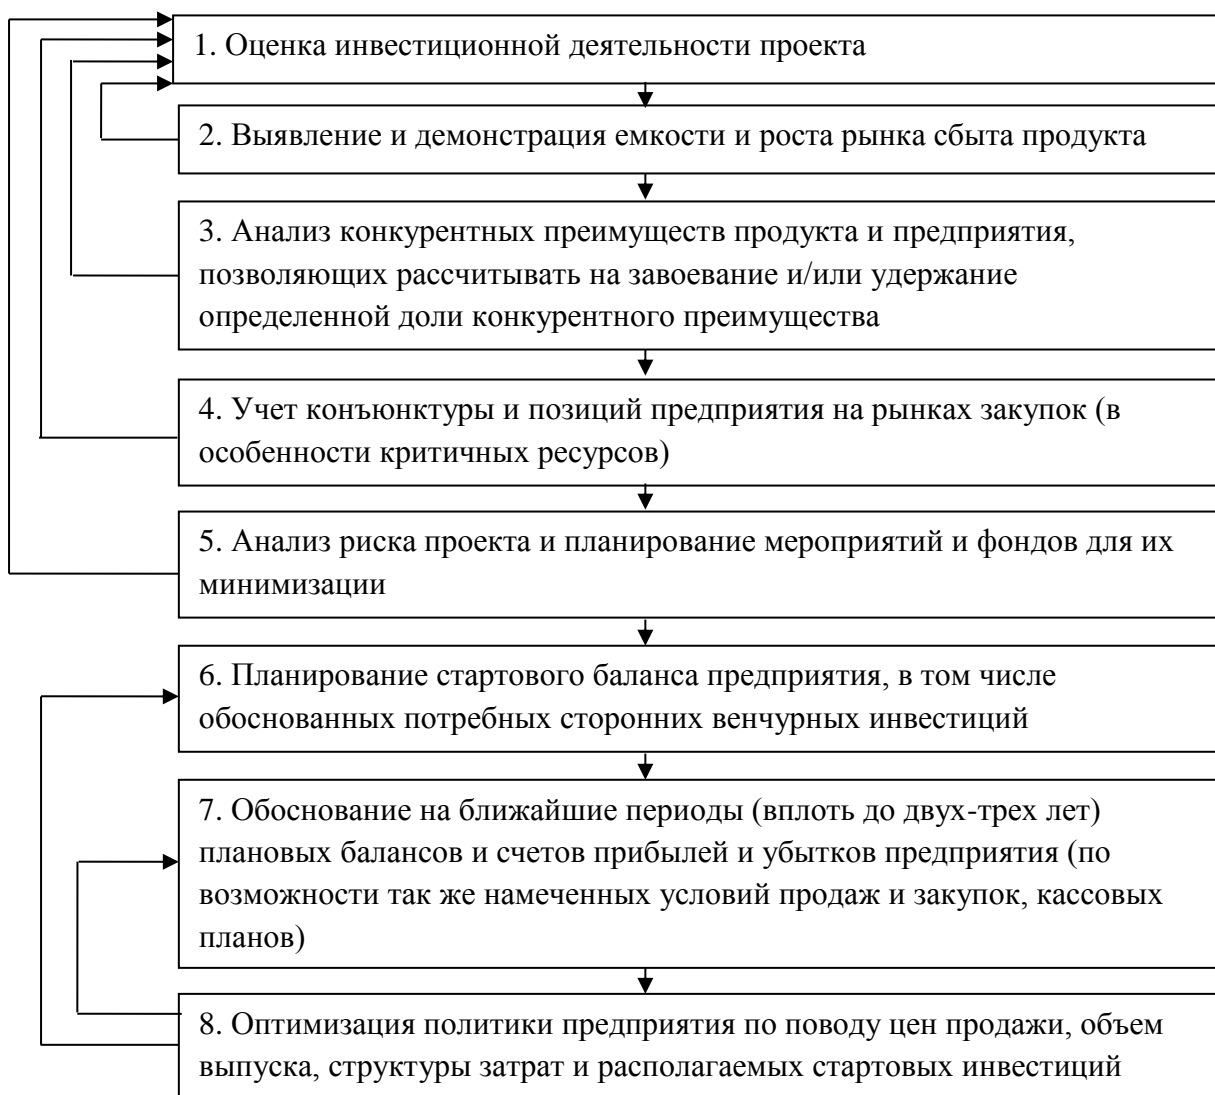 1. Оценка инвестиционной деятельности проекта
2. Выявление и демонстрация емкости и роста рынка сбыта продукта
3. Анализ конкурентных преимуществ продукта и предприятия,
позволяющих рассчитывать на завоевание и/или удержание
определенной доли конкурентного преимущества
4. Учет конъюнктуры и позиций предприятия на рынках закупок (в
особенности критичных ресурсов)
5. Анализ риска проекта и планирование мероприятий и фондов для их
минимизации
6. Планирование стартового баланса предприятия, в том числе
обоснованных потребных сторонних венчурных инвестиций
7. Обоснование на ближайшие периоды (вплоть до двух-трех лет)
плановых балансов и счетов прибылей и убытков предприятия (по
возможности так же намеченных условий продаж и закупок, кассовых
планов)
8. Оптимизация политики предприятия по поводу цен продажи, объем
выпуска, структуры затрат и располагаемых стартовых инвестиций